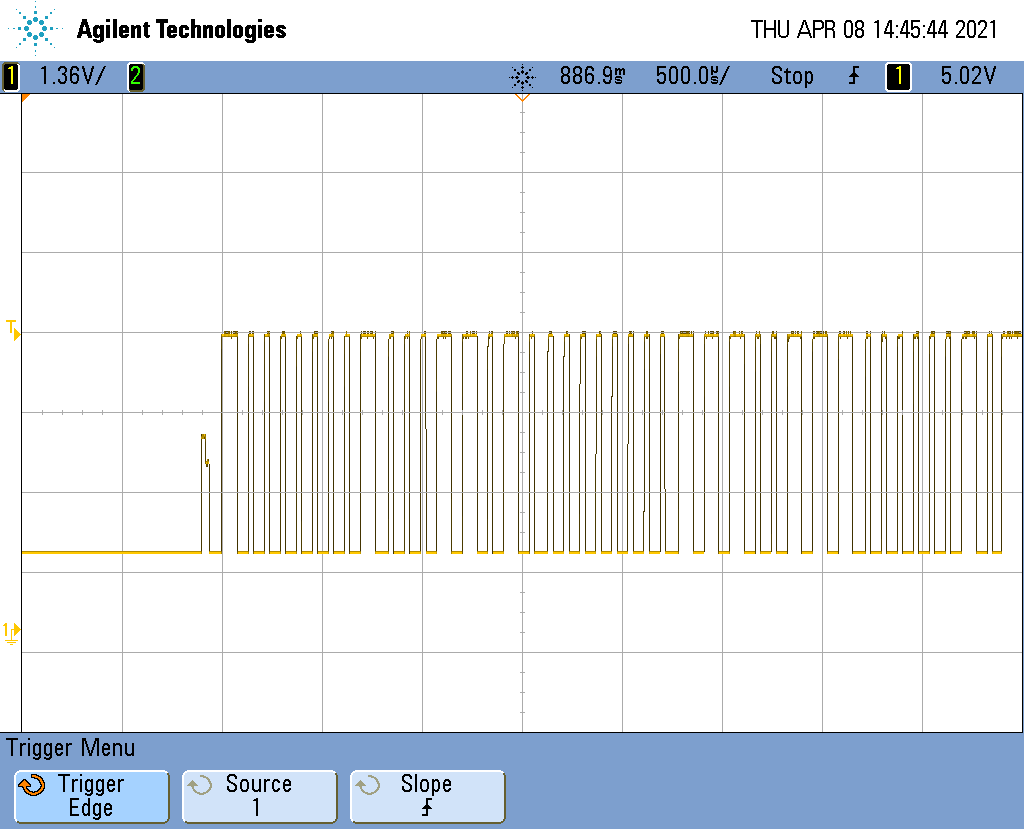 Agilent Technologies
THU APR 08 14:45:44 2021
1 1.36V/ 2 886.9ms 500.0µs/ Stop 1 5.02V
T
1
Trigger Menu
Trigger Source Slope
Edge 1